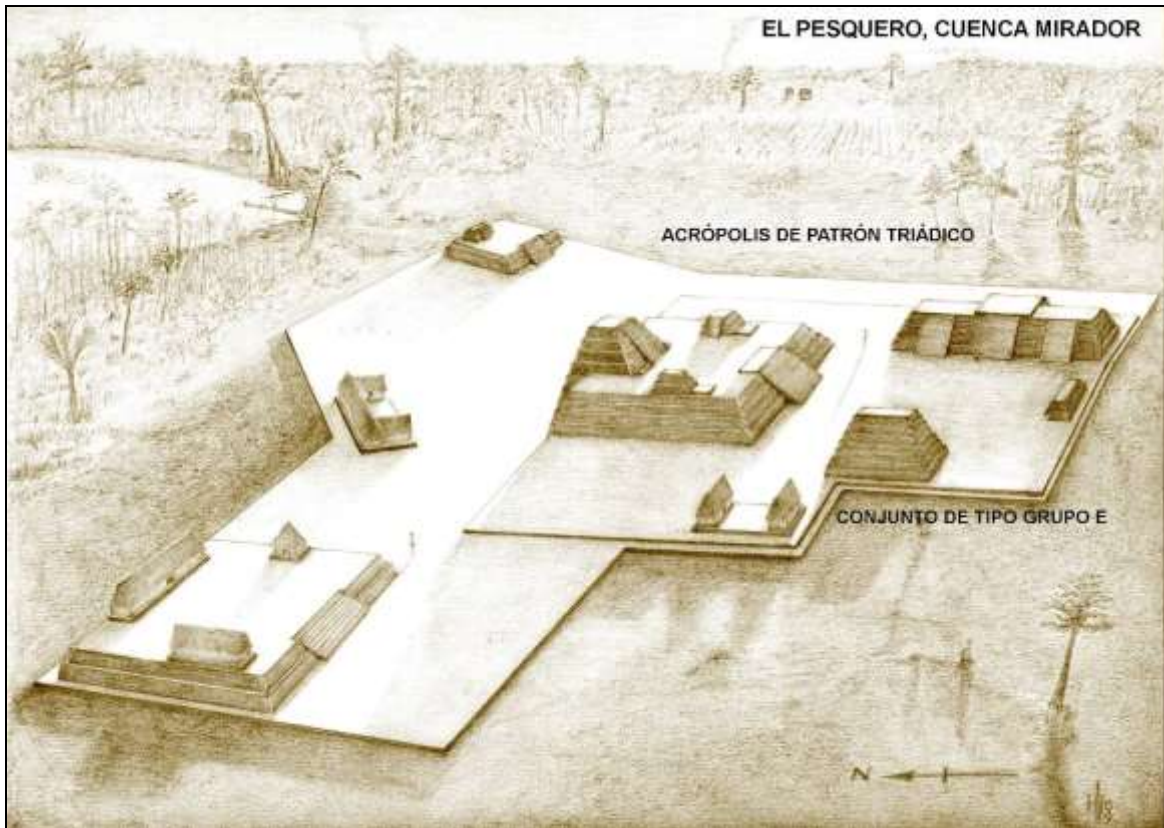 EL PESQUERO, CUENCA MIRADOR
ACRÓPOLIS DE PATRÓN TRIÁDICO
CONJUNTO DE TIPO GRUPO E
N